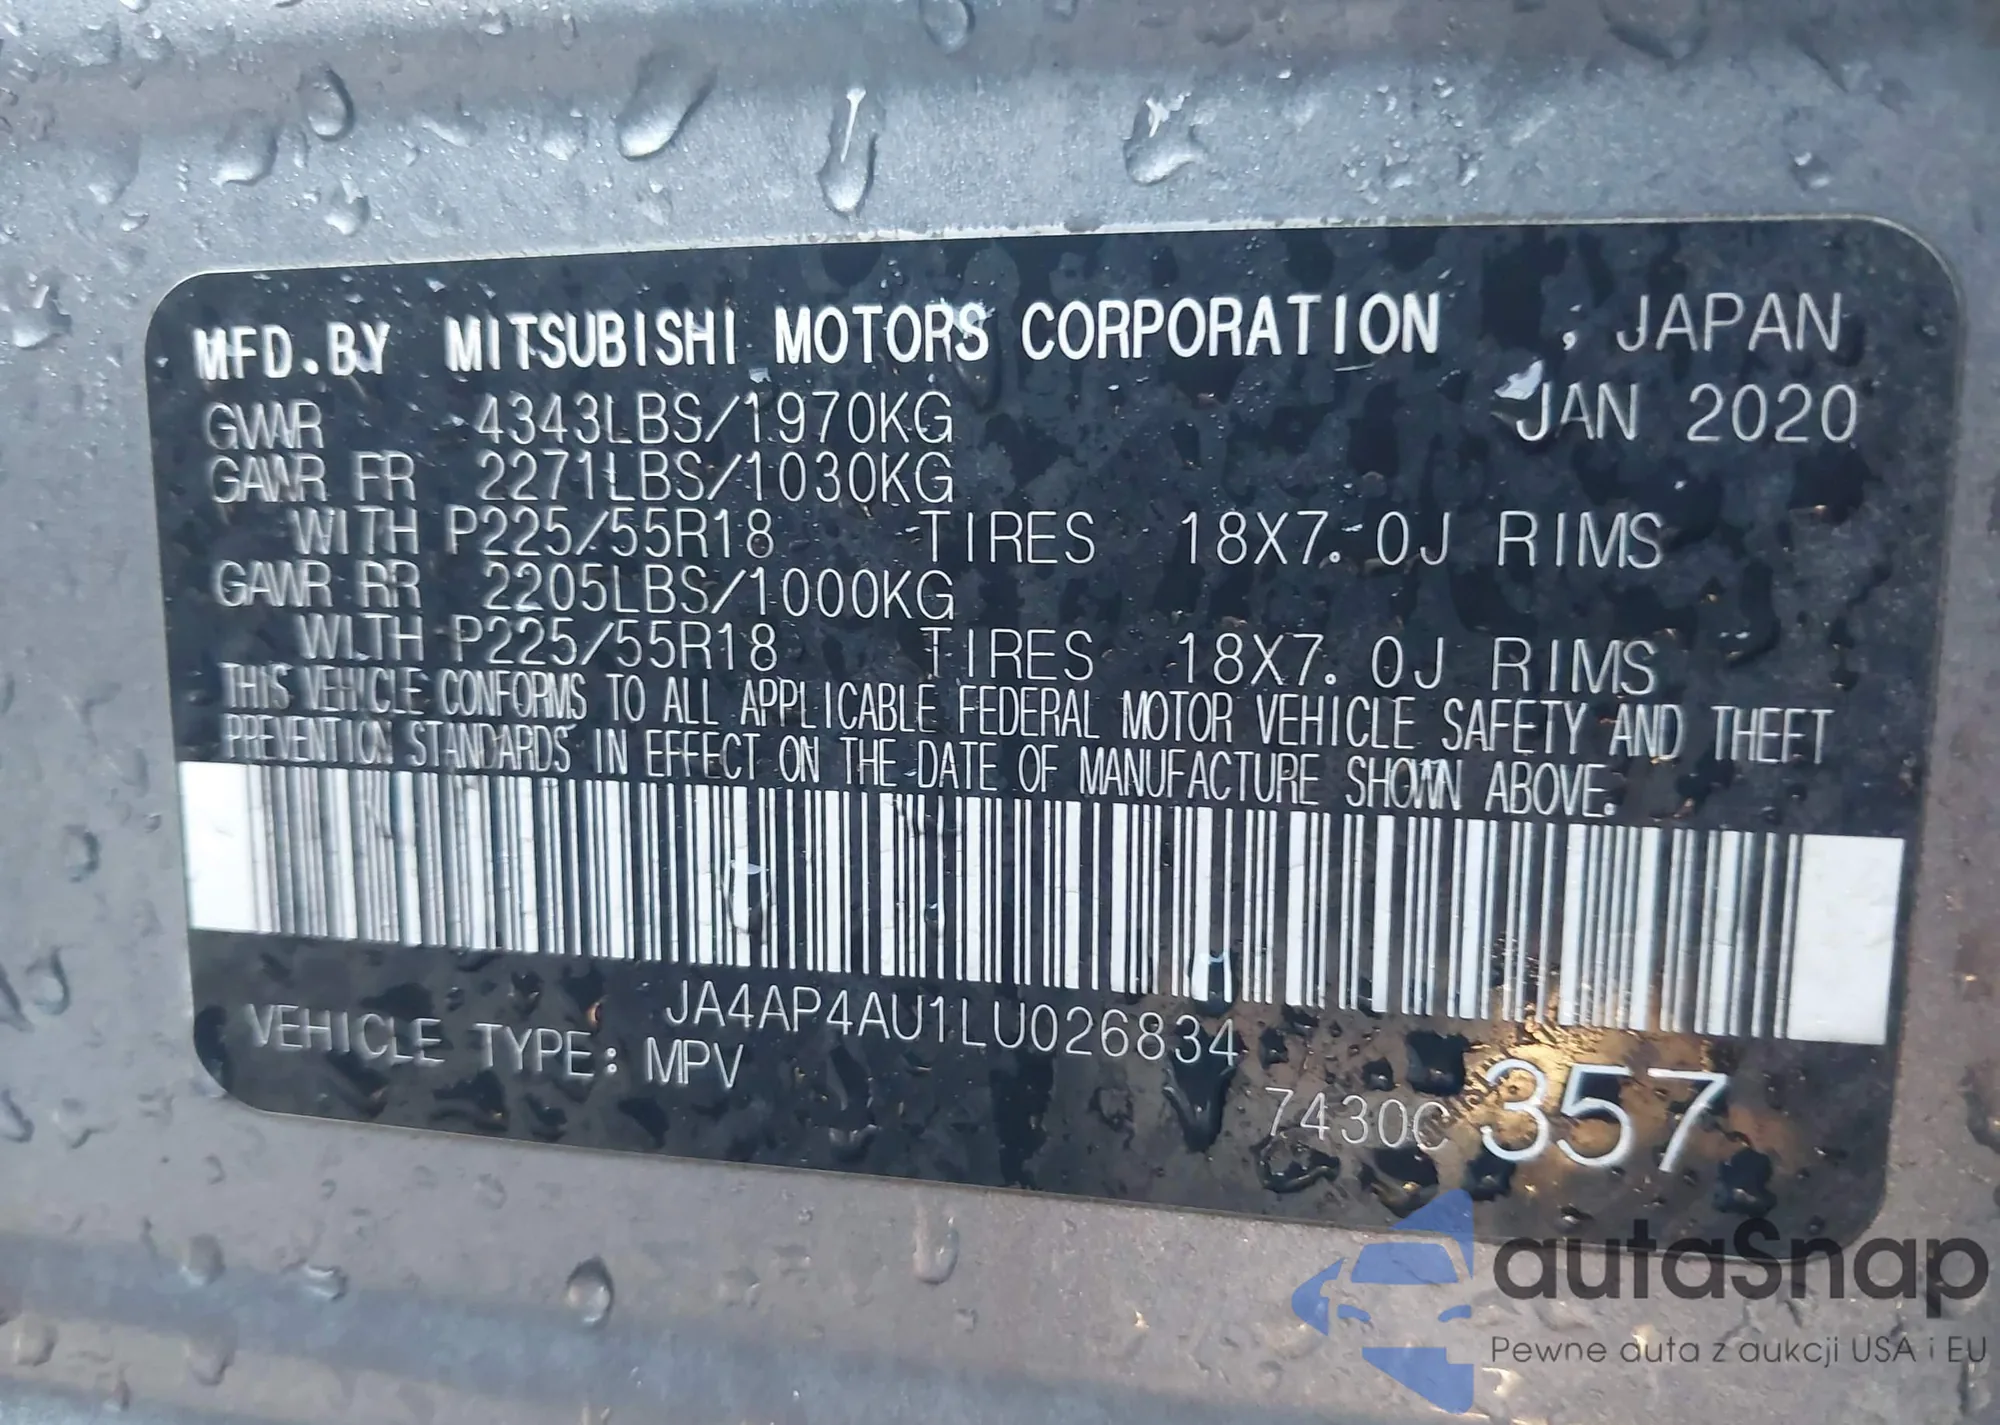 MFD.BY MITSUBISHI MOTORS CORPORATION , JAPAN
GVWR 4343LBS/1970KG JAN 2020
GAWR FR 2271LBS/1030KG
WITH P225/55R18 TIRES 18X7.0J RIMS
GAWR RR 2205LBS/1000KG
WITH P225/55R18 TIRES 18X7.0J RIMS
THIS VEHICLE CONFORMS TO ALL APPLICABLE FEDERAL MOTOR VEHICLE SAFETY AND THEFT
PREVENTION STANDARDS IN EFFECT ON THE DATE OF MANUFACTURE SHOWN ABOVE.
JA4AP4AU1LU026834
VEHICLE TYPE: MPV
7430C 357
autaSnap
Pewne auta z aukcji USA i EU